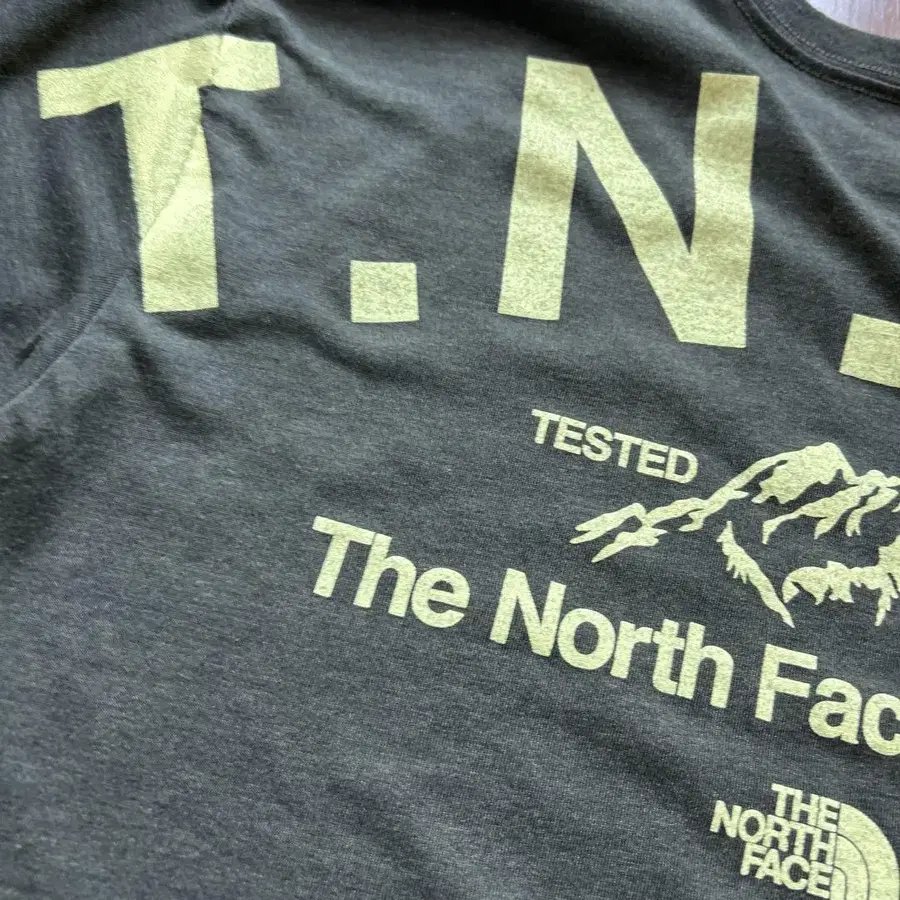 T.N.
TESTED
The North Fac
THE
NORTH
FACE